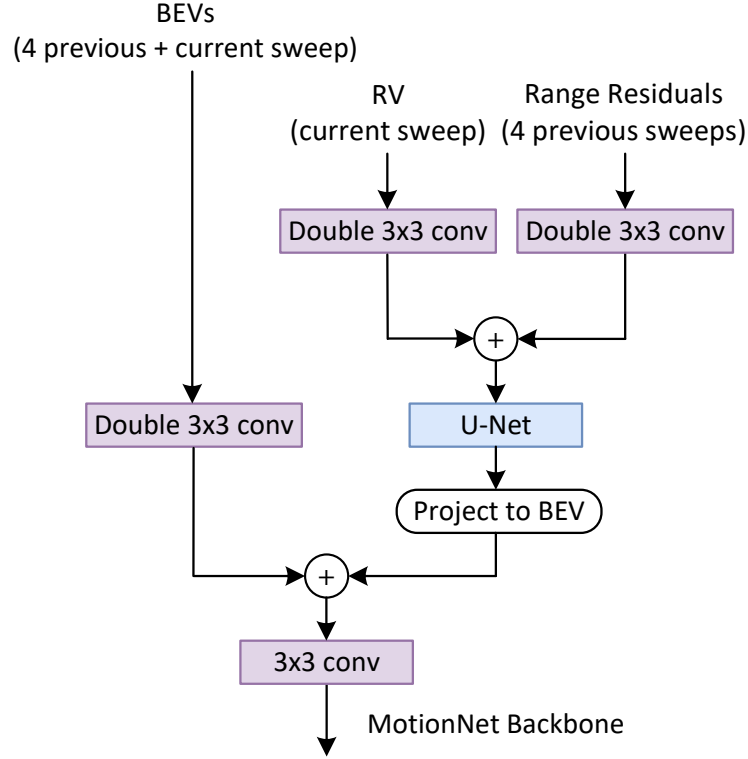 BEVs
(4 previous + current sweep)
RV
(current sweep)
Range Residuals
(4 previous sweeps)
Double 3x3 conv
Double 3x3 conv
+
Double 3x3 conv
U-Net
Project to BEV
+
3x3 conv
MotionNet Backbone